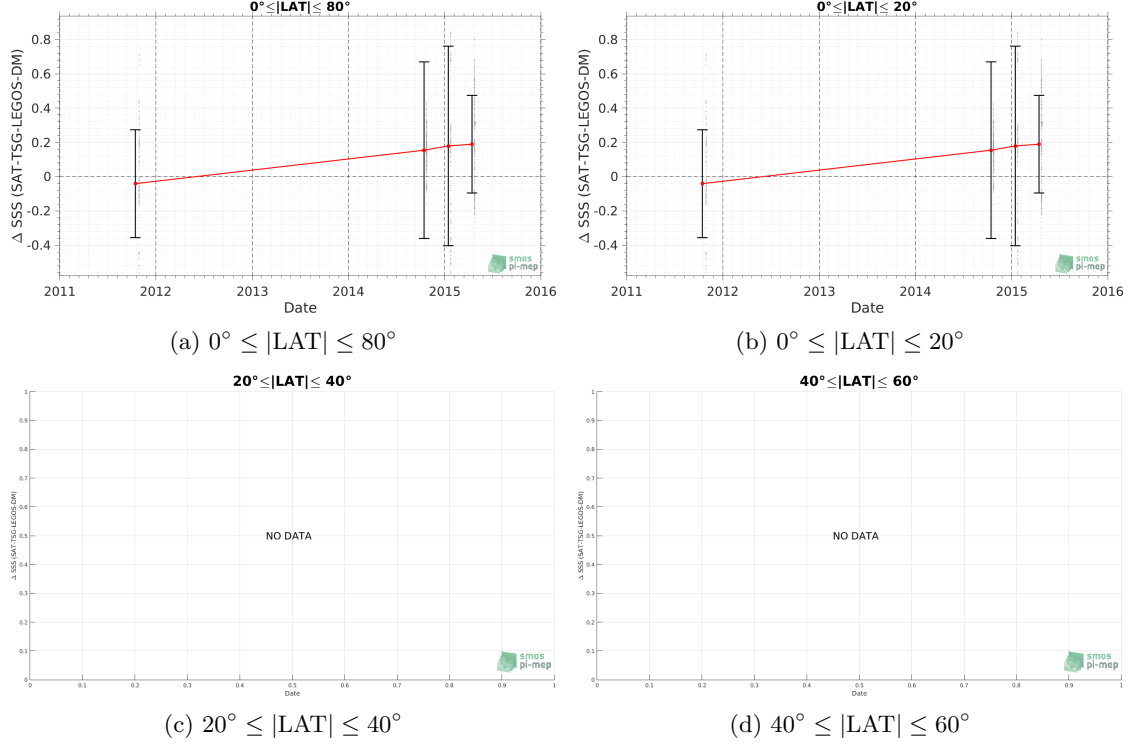 0°≤|LAT|≤ 80°
Δ SSS (SAT-TSG-LEGOS-DM)
0.8
0.6
0.4
0.2
0
-0.2
-0.4
2011 2012 2013 2014 2015 2016
Date
smos
pi-mep
(a) 0° ≤ |LAT| ≤ 80°
0°≤|LAT|≤ 20°
Δ SSS (SAT-TSG-LEGOS-DM)
0.8
0.6
0.4
0.2
0
-0.2
-0.4
2011 2012 2013 2014 2015 2016
Date
smos
pi-mep
(b) 0° ≤ |LAT| ≤ 20°
20°≤|LAT|≤ 40°
Δ SSS (SAT-TSG-LEGOS-DM)
1
0.9
0.8
0.7
0.6
0.5
0.4
0.3
0.2
0.1
0
NO DATA
0 0.1 0.2 0.3 0.4 0.5 0.6 0.7 0.8 0.9 1
Date
smos
pi-mep
(c) 20° ≤ |LAT| ≤ 40°
40°≤|LAT|≤ 60°
Δ SSS (SAT-TSG-LEGOS-DM)
1
0.9
0.8
0.7
0.6
0.5
0.4
0.3
0.2
0.1
0
NO DATA
0 0.1 0.2 0.3 0.4 0.5 0.6 0.7 0.8 0.9 1
Date
smos
pi-mep
(d) 40° ≤ |LAT| ≤ 60°